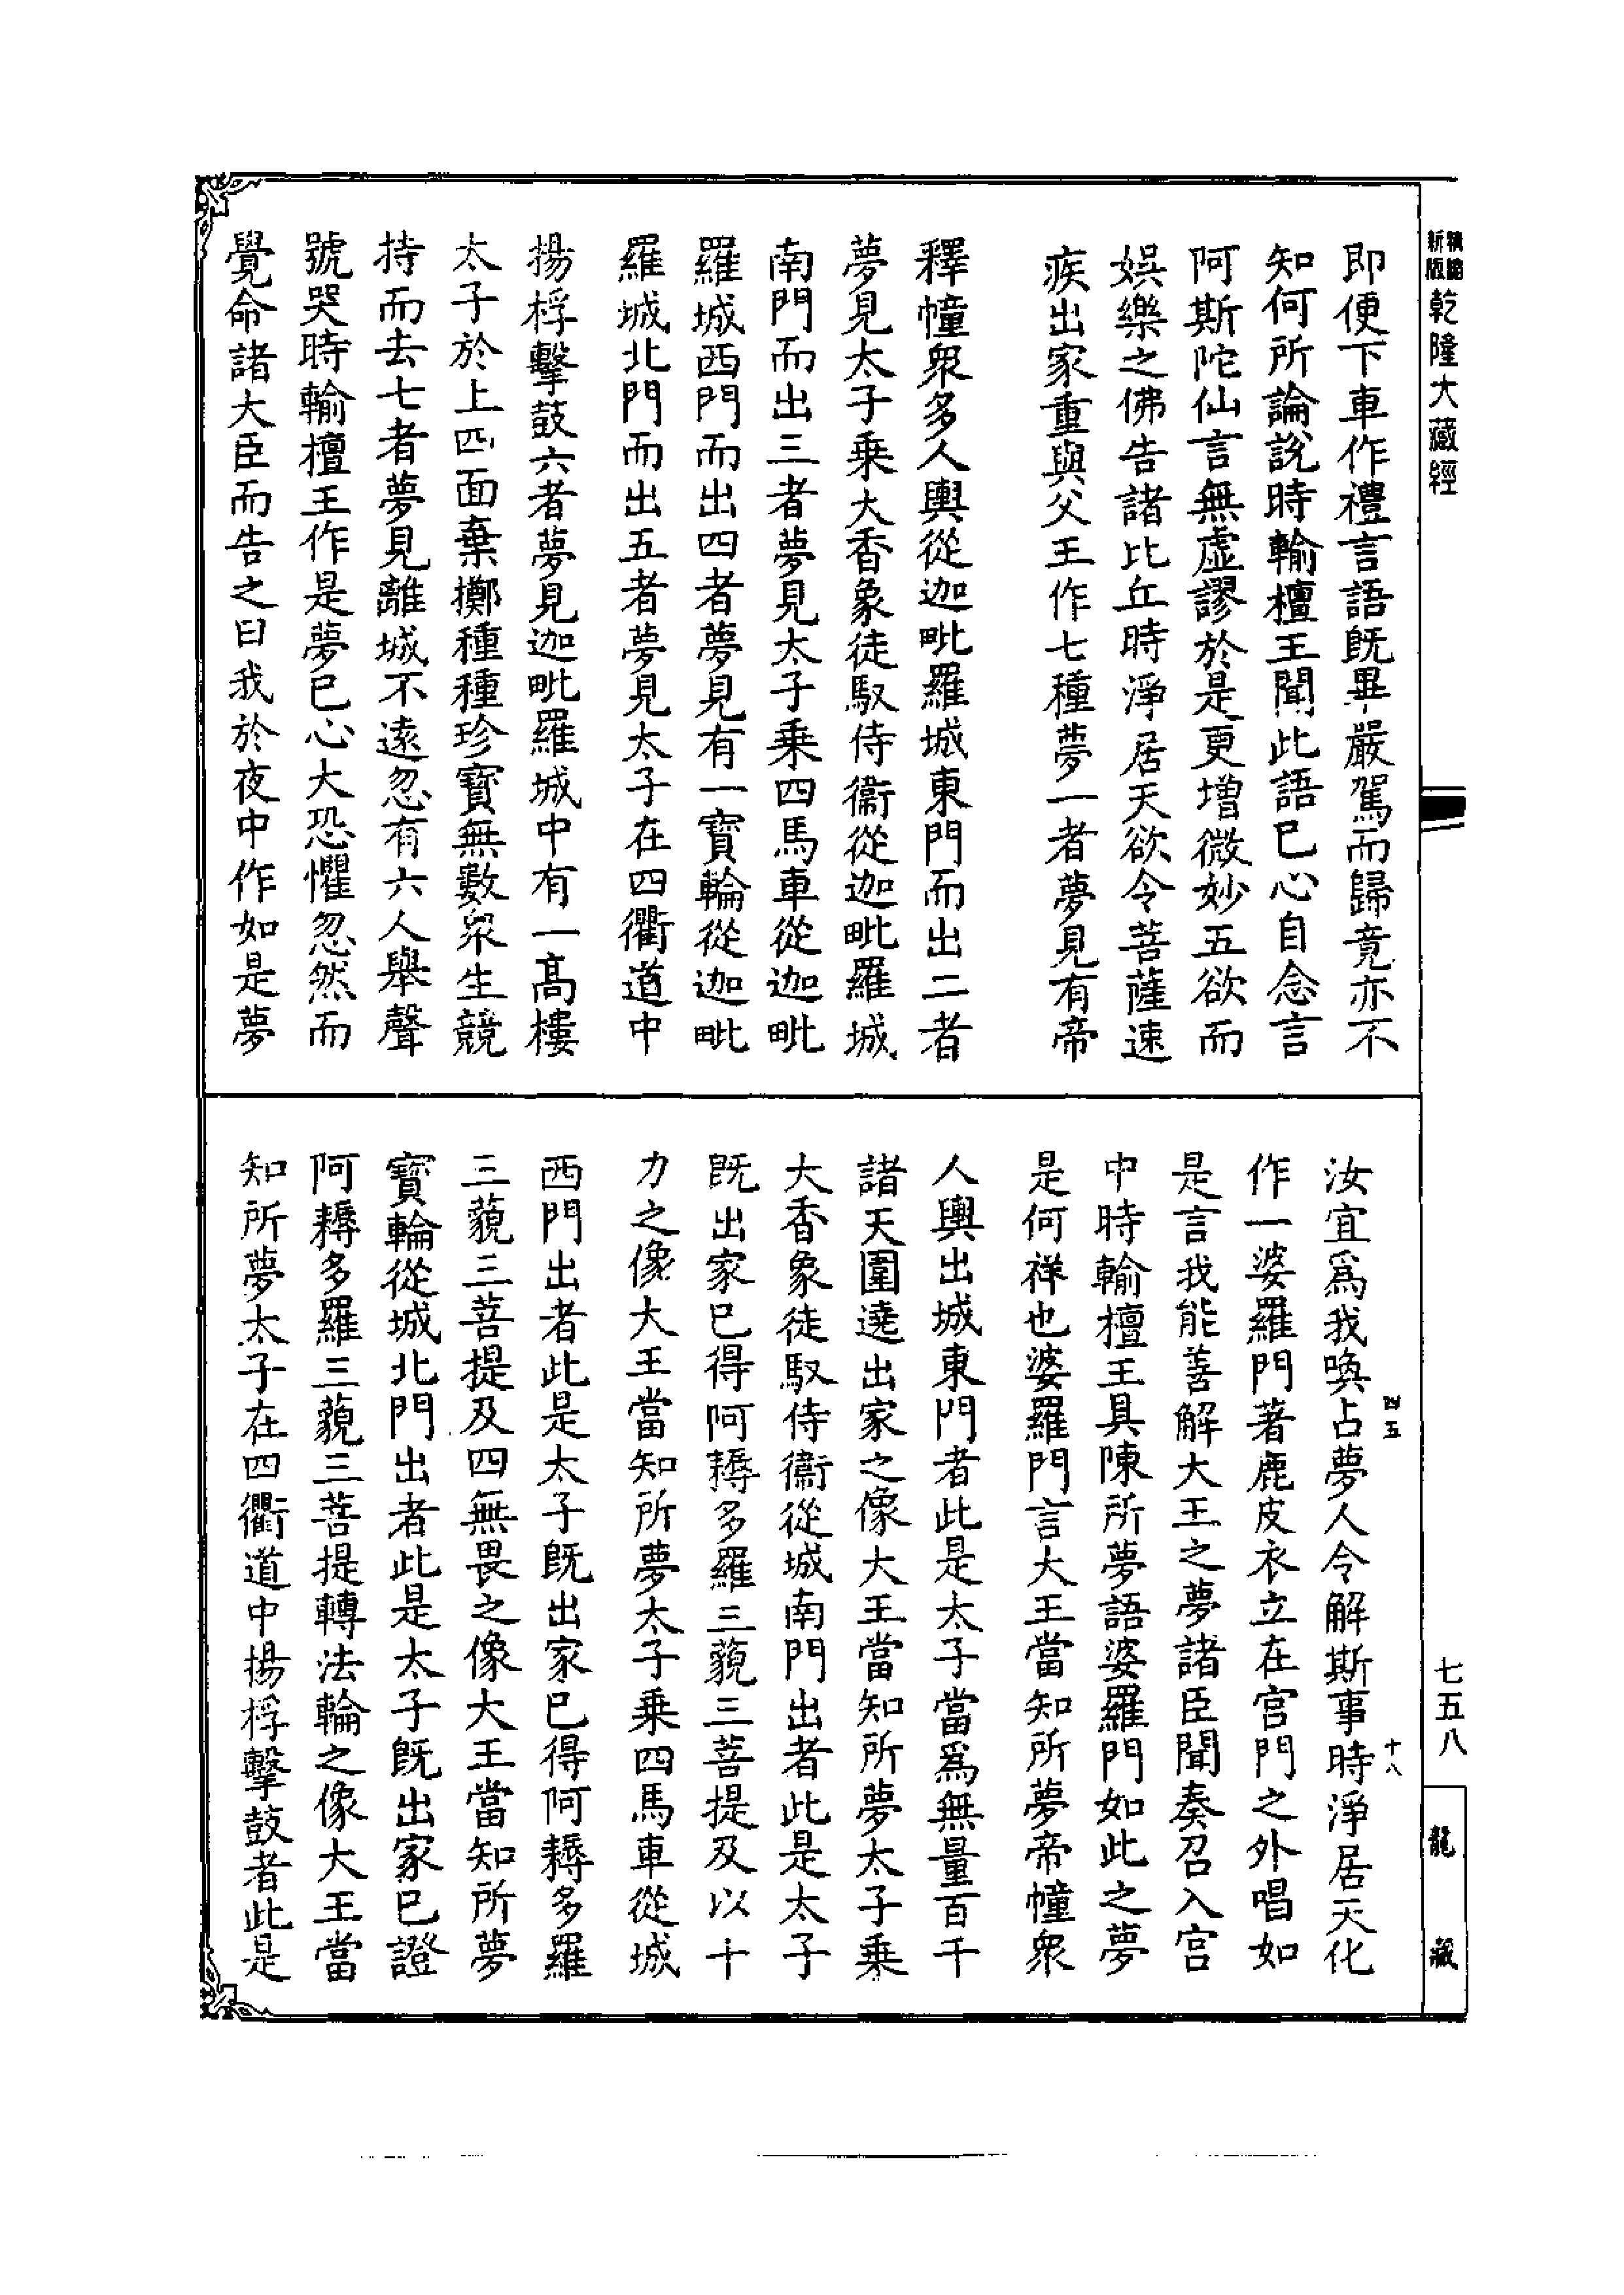 精縮
新版
乾隆大藏經
即便下車作禮言語既畢嚴駕而歸竟亦不
知何所論說時輸檀王聞此語已心自念言
阿斯陀仙言無虛謬於是更增微妙五欲而
娛樂之佛告諸比丘時淨居天欲令菩薩速
疾出家重與父王作七種夢一者夢見有帝
釋幢衆多人輿從迦毗羅城東門而出二者
夢見太子乗大香象徒馭侍衞從迦毗羅城
南門而出三者夢見太子乗四馬車從迦毗
羅城西門而出四者夢見有一寶輪從迦毗
羅城北門而出五者夢見太子在四衢道中
揚桴擊鼓六者夢見迦毗羅城中有一髙樓
太子於上四面棄擲種種珍寳無數衆生競
持而去七者夢見離城不遠忽有六人舉聲
號哭時輸檀王作是夢已心大恐懼忽然而
覺命諸大臣而告之曰我於夜中作如是夢
汝宜爲我喚占夢人令解斯事時淨居天化
作一婆羅門著鹿皮衣立在宫門之外唱如
是言我能善解大王之夢諸臣聞奏召入宫
中時輸檀王具陳所夢語婆羅門如此之夢
是何祥也婆羅門言大王當知所夢帝幢衆
人輿出城東門者此是太子當爲無量百千
諸天圍遶出家之像大王當知所夢太子乗
大香象徒馭侍衞從城南門出者此是太子
既出家已得阿耨多羅三藐三菩提及以十
力之像大王當知所夢太子乗四馬車從城
西門出者此是太子既出家已得阿耨多羅
三藐三菩提及四無畏之像大王當知所夢
寳輪從城北門出者此是太子既出家已證
阿耨多羅三藐三菩提轉法輪之像大王當
知所夢太子在四衢道中揚桴擊鼓者此是
四五
十八
七五八
龍藏